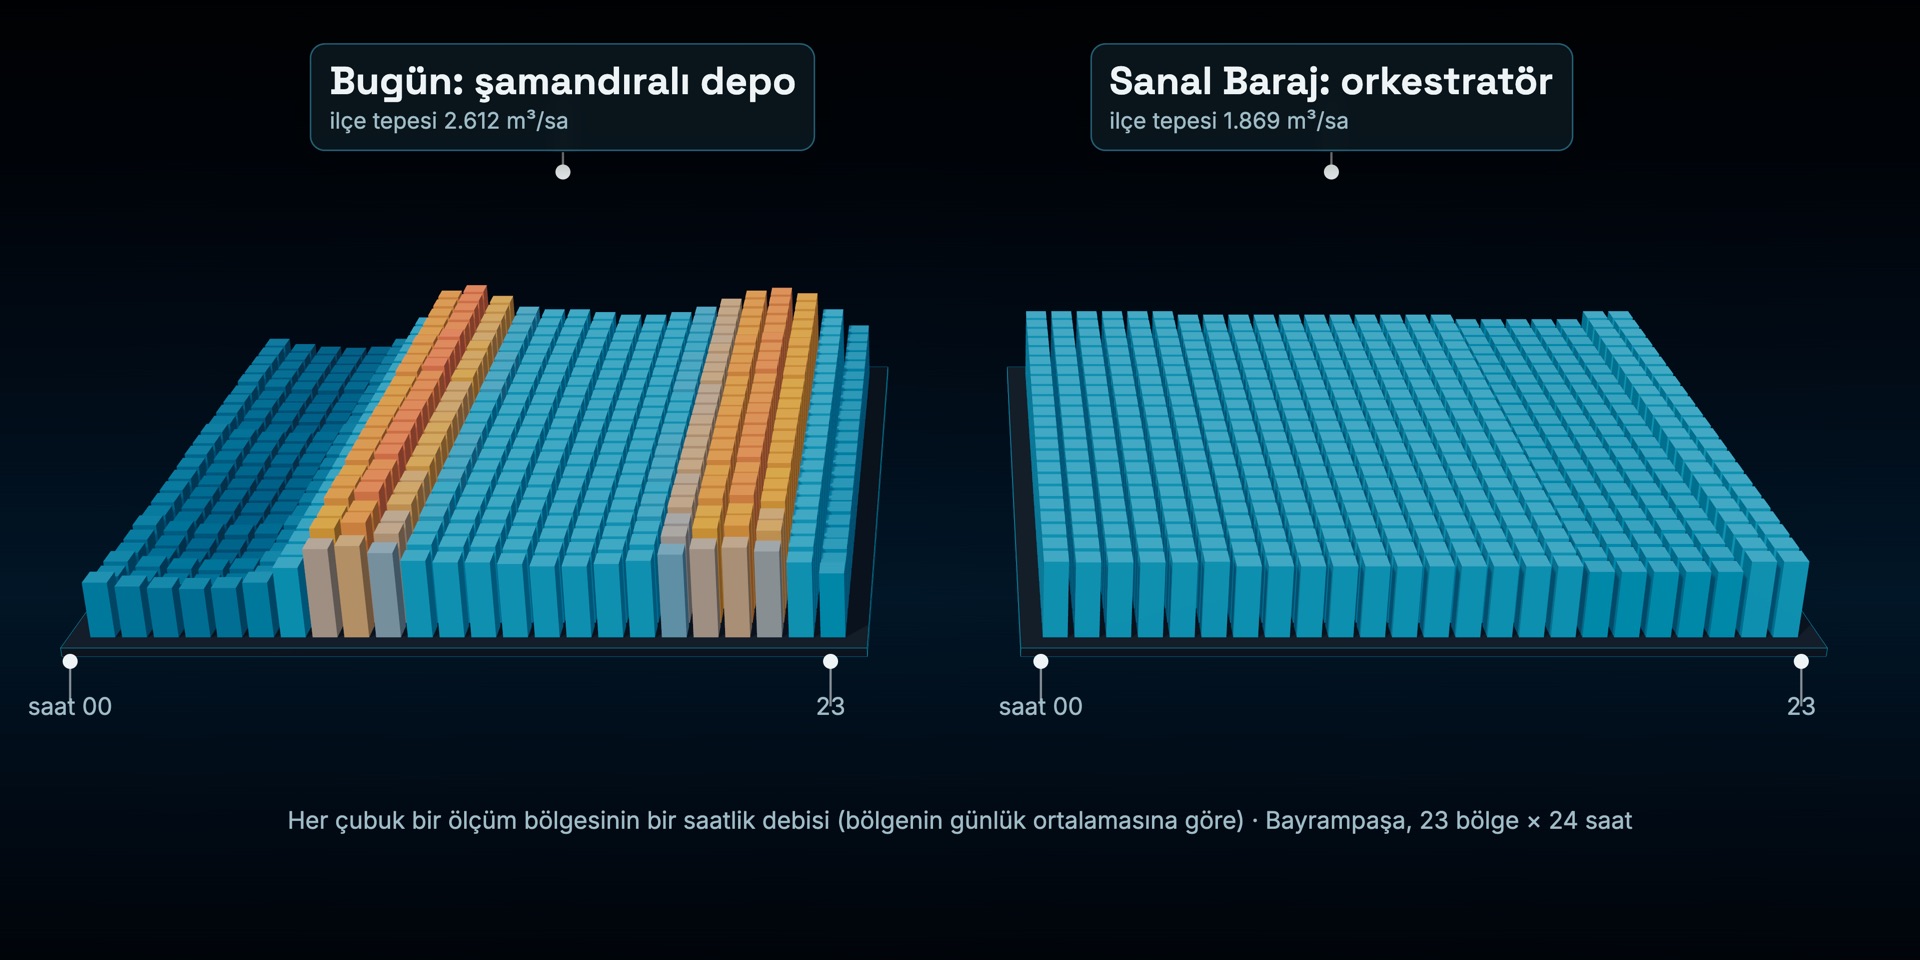 Bugün: şamandıralı depo
ilçe tepesi 2.612 m³/sa
Sanal Baraj: orkestratör
ilçe tepesi 1.869 m³/sa
saat 00
23
saat 00
23
Her çubuk bir ölçüm bölgesinin bir saatlik debisi (bölgenin günlük ortalamasına göre) · Bayrampaşa, 23 bölge × 24 saat